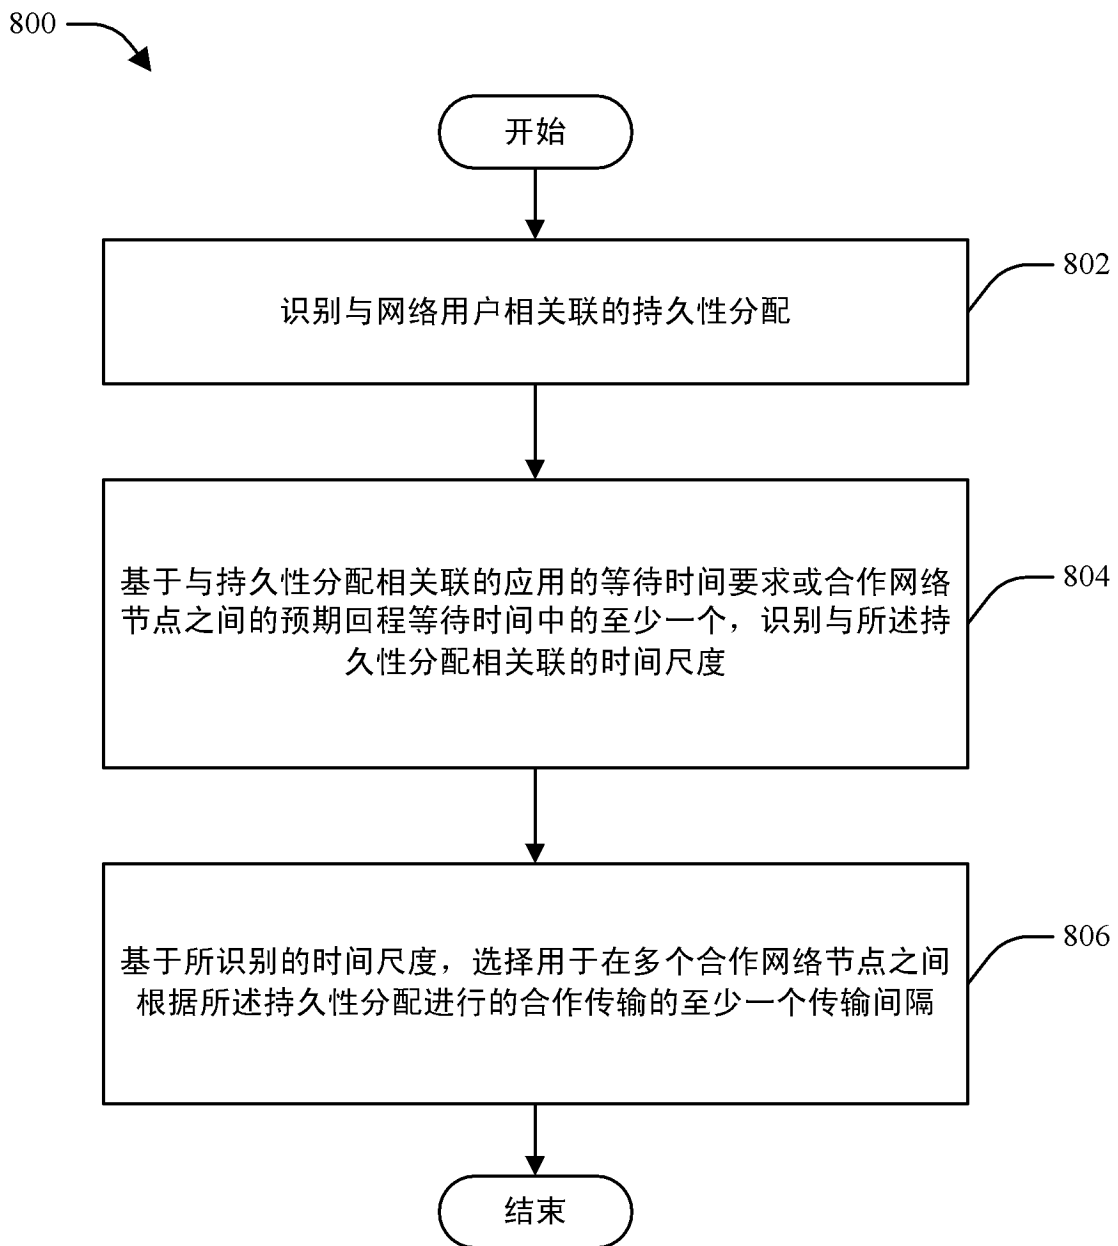 800
开始
识别与网络用户相关联的持久性分配
802
基于与持久性分配相关联的应用的等待时间要求或合作网络
节点之间的预期回程等待时间中的至少一个，识别与所述持
久性分配相关联的时间尺度
804
基于所识别的时间尺度，选择用于在多个合作网络节点之间
根据所述持久性分配进行的合作传输的至少一个传输间隔
806
结束